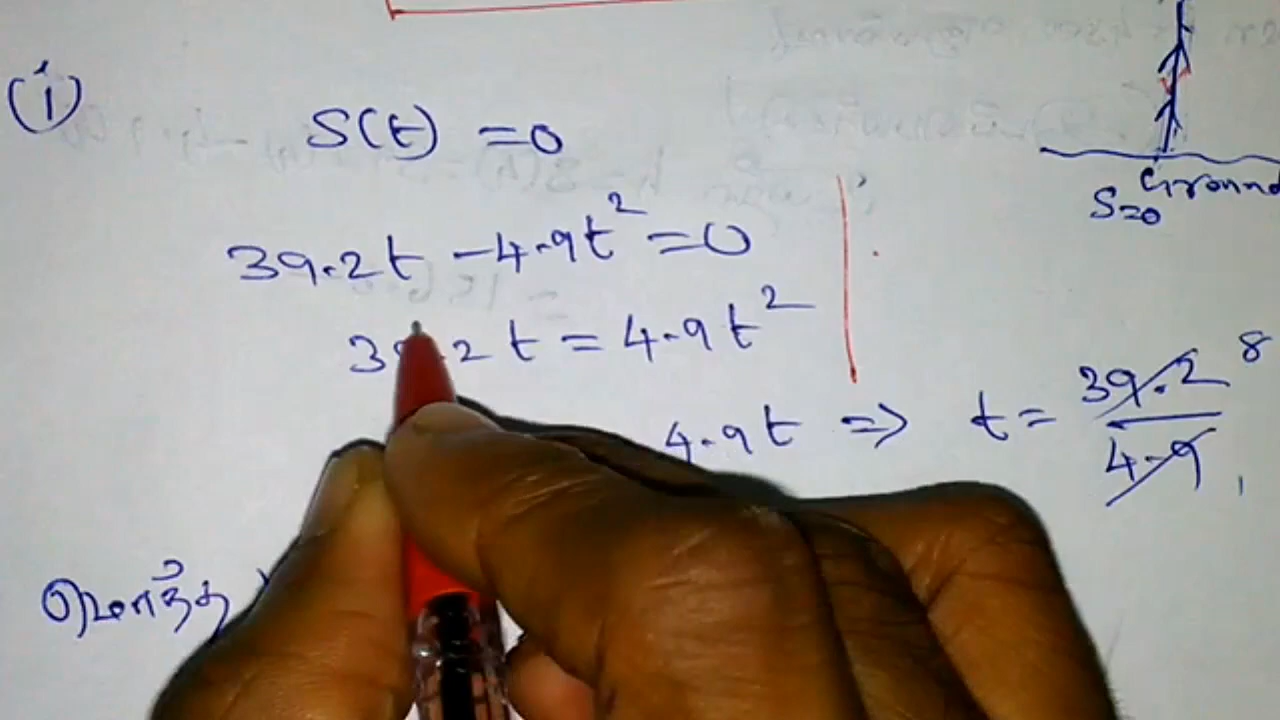 (i)
S(t) = 0
39.2t - 4.9t² = 0
39.2t = 4.9t²
4.9t ⇒ t = 39.2/4.9
8
1
மொத்த
Ground
S=0